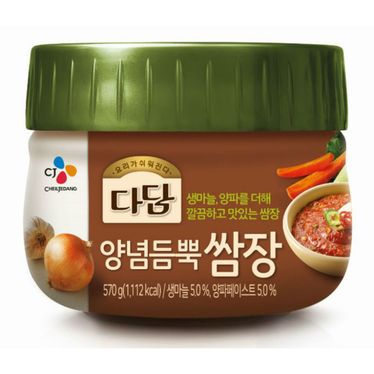 CJ
CHEILJEDANG
요리가 쉬워진다
다담
생마늘, 양파를 더해
깔끔하고 맛있는 쌈장
양념듬뿍 쌈장
570 g(1,112 kcal) / 생마늘 5.0 %, 양파페이스트 5.0 %